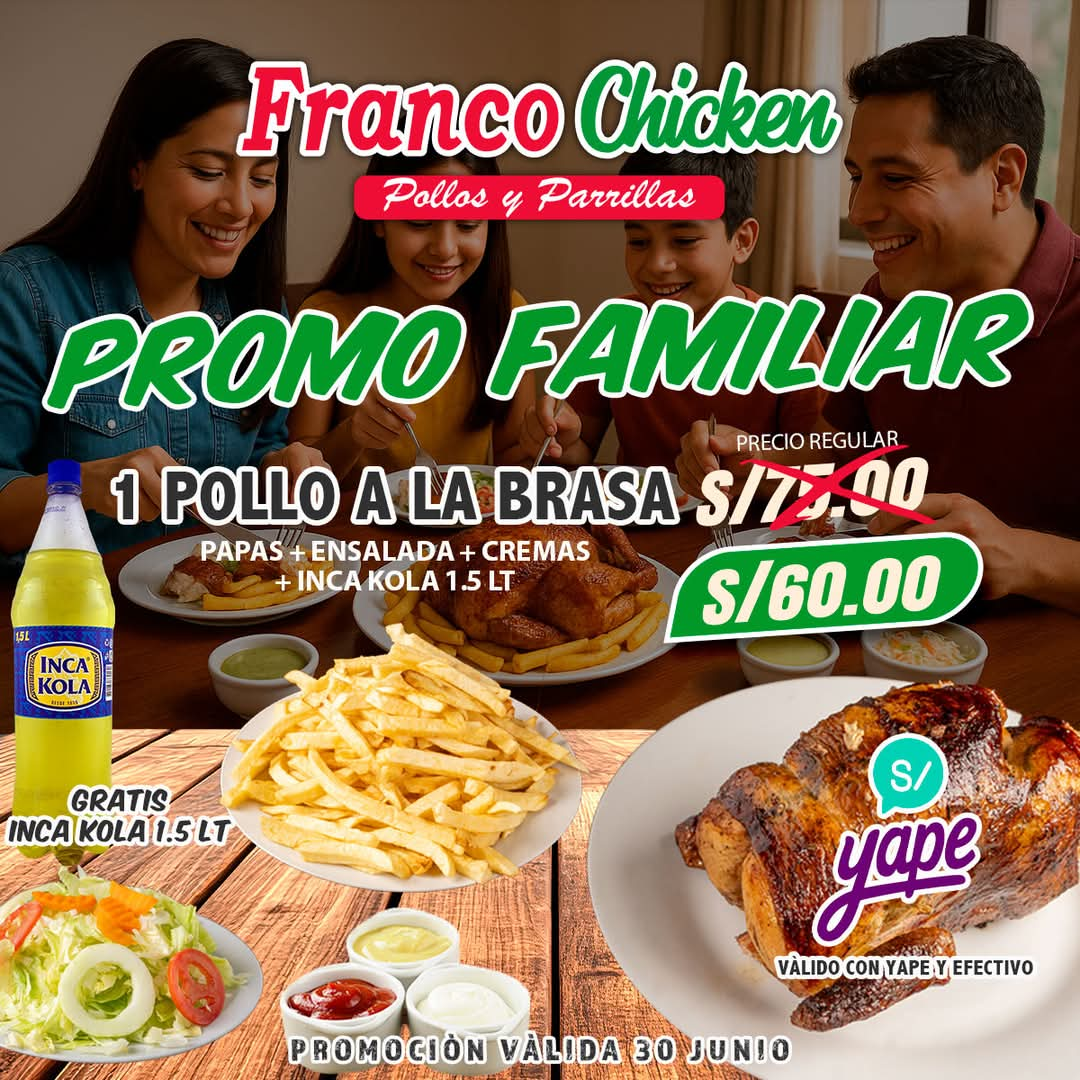 Franco Chicken
Pollos y Parrillas
PROMO FAMILIAR
PRECIO REGULAR
1 POLLO A LA BRASA S/75.00
PAPAS + ENSALADA + CREMAS
+ INCA KOLA 1.5 LT
S/60.00
1,5L
INCA
KOLA
GRATIS
INCA KOLA 1.5 LT
S/
yape
VÀLIDO CON YAPE Y EFECTIVO
PROMOCIÒN VÀLIDA 30 JUNIO